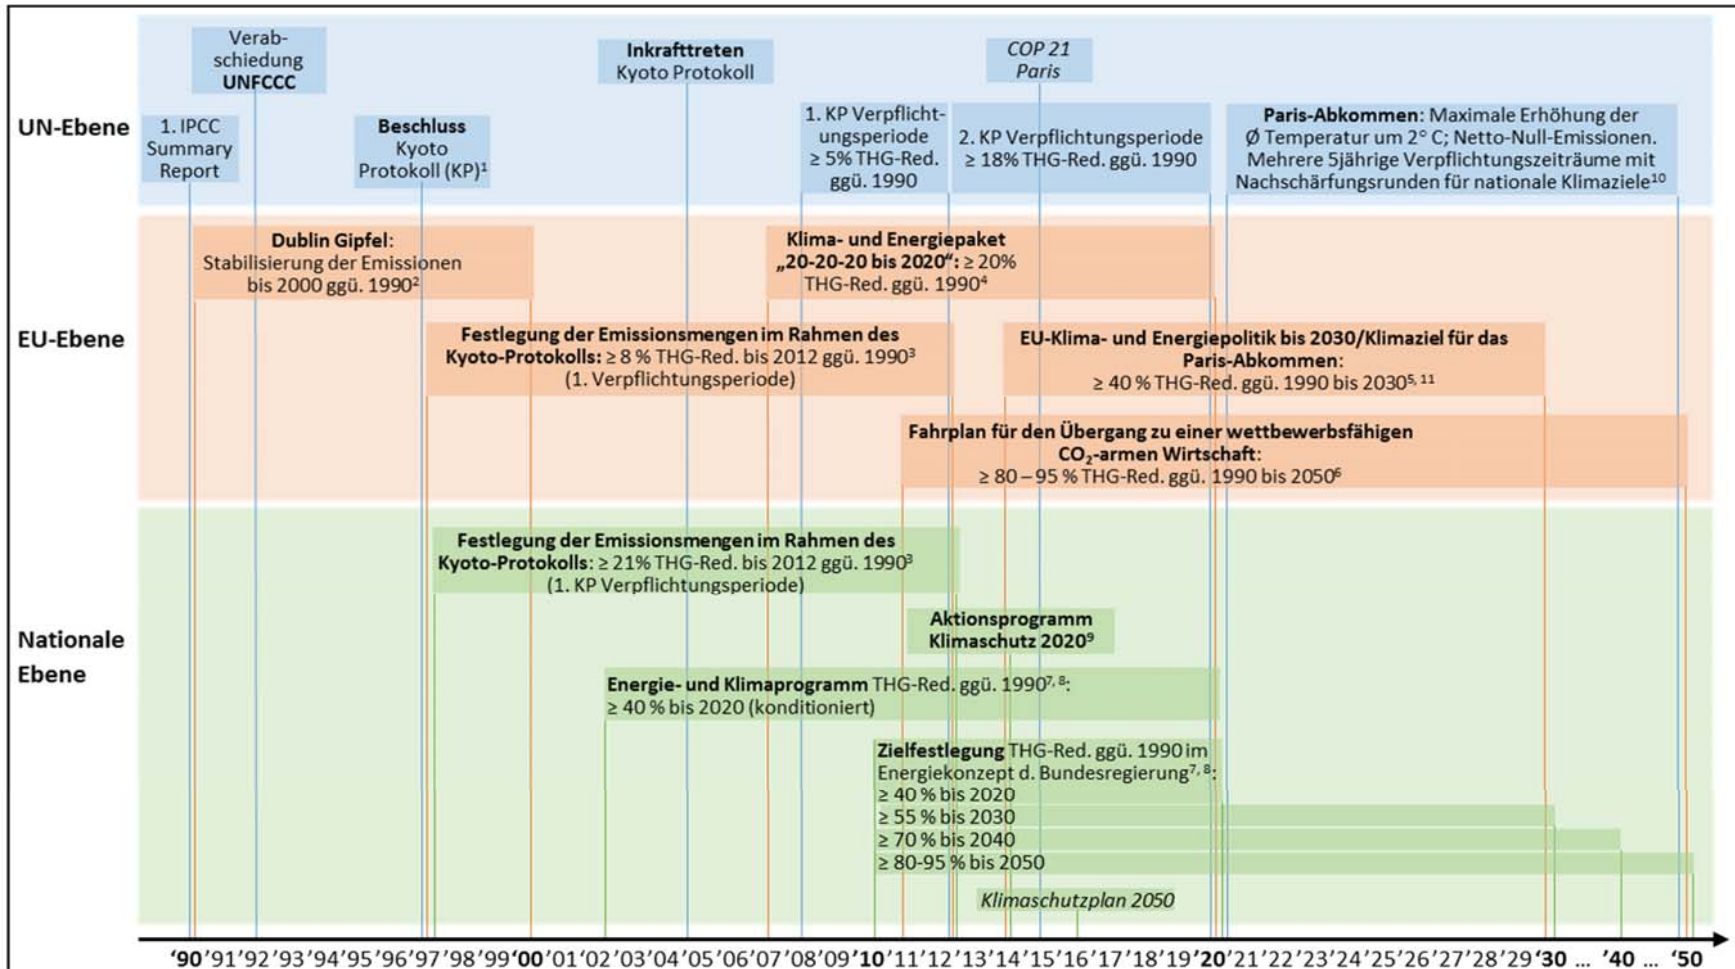 UN-Ebene
Verab-
schiedung
UNFCCC
Inkrafttreten
Kyoto Protokoll
COP 21
Paris
1. IPCC
Summary
Report
Beschluss
Kyoto
Protokoll (KP)¹
1. KP Verpflicht-
ungsperiode
≥ 5% THG-Red.
ggü. 1990
2. KP Verpflichtungsperiode
≥ 18% THG-Red. ggü. 1990
Paris-Abkommen: Maximale Erhöhung der
Ø Temperatur um 2° C; Netto-Null-Emissionen.
Mehrere 5jährige Verpflichtungszeiträume mit
Nachschärfungsrunden für nationale Klimaziele¹⁰
EU-Ebene
Dublin Gipfel:
Stabilisierung der Emissionen
bis 2000 ggü. 1990²
Klima- und Energiepaket
„20-20-20 bis 2020“: ≥ 20%
THG-Red. ggü. 1990⁴
Festlegung der Emissionsmengen im Rahmen des
Kyoto-Protokolls: ≥ 8 % THG-Red. bis 2012 ggü. 1990³
(1. Verpflichtungsperiode)
EU-Klima- und Energiepolitik bis 2030/Klimaziel für das
Paris-Abkommen:
≥ 40 % THG-Red. ggü. 1990 bis 2030⁵, ¹¹
Fahrplan für den Übergang zu einer wettbewerbsfähigen
CO₂-armen Wirtschaft:
≥ 80 – 95 % THG-Red. ggü. 1990 bis 2050⁶
Nationale
Ebene
Festlegung der Emissionsmengen im Rahmen des
Kyoto-Protokolls: ≥ 21% THG-Red. bis 2012 ggü. 1990³
(1. KP Verpflichtungsperiode)
Aktionsprogramm
Klimaschutz 2020⁹
Energie- und Klimaprogramm THG-Red. ggü. 1990⁷, ⁸:
≥ 40 % bis 2020 (konditioniert)
Zielfestlegung THG-Red. ggü. 1990 im
Energiekonzept d. Bundesregierung⁷, ⁸:
≥ 40 % bis 2020
≥ 55 % bis 2030
≥ 70 % bis 2040
≥ 80-95 % bis 2050
Klimaschutzplan 2050
‘90 ’91 ’92 ’93 ’94 ’95 ’96 ’97 ’98 ’99 ’00 ’01 ’02 ’03 ’04 ’05 ’06 ’07 ’08 ’09 ’10 ’11 ’12 ’13 ’14 ’15 ’16 ’17 ’18 ’19 ’20 ’21 ’22 ’23 ’24 ’25 ’26 ’27 ’28 ’29 ’30 ... ’40 ... ’50